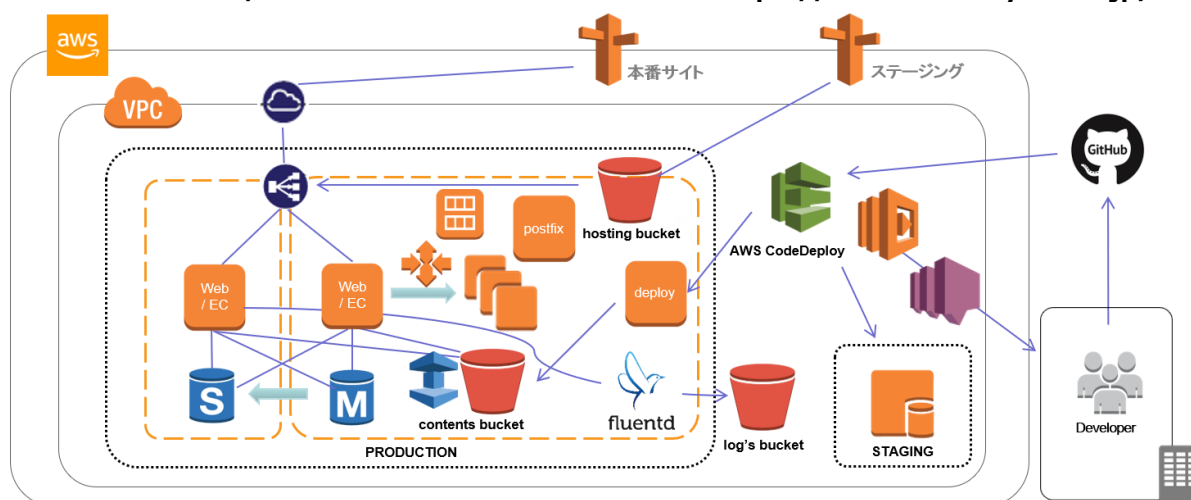 aws
本番サイト
ステージング
VPC
GitHub
postfix
hosting bucket
AWS CodeDeploy
Web
/ EC
Web
/ EC
deploy
S
M
contents bucket
fluentd
log's bucket
STAGING
Developer
PRODUCTION